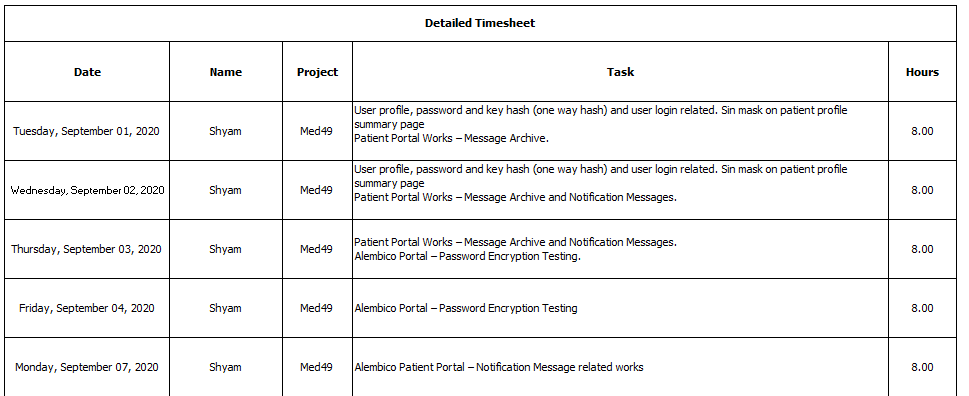 Detailed Timesheet
Date Name Project Task Hours
User profile, password and key hash (one way hash) and user login related. Sin mask on patient profile
summary page
Tuesday, September 01, 2020 Shyam Med49 Patient Portal Works – Message Archive. 8.00
User profile, password and key hash (one way hash) and user login related. Sin mask on patient profile
summary page
Wednesday, September 02, 2020 Shyam Med49 Patient Portal Works – Message Archive and Notification Messages. 8.00
Patient Portal Works – Message Archive and Notification Messages.
Thursday, September 03, 2020 Shyam Med49 Alembico Portal – Password Encryption Testing. 8.00
Friday, September 04, 2020 Shyam Med49 Alembico Portal – Password Encryption Testing 8.00
Monday, September 07, 2020 Shyam Med49 Alembico Patient Portal – Notification Message related works 8.00